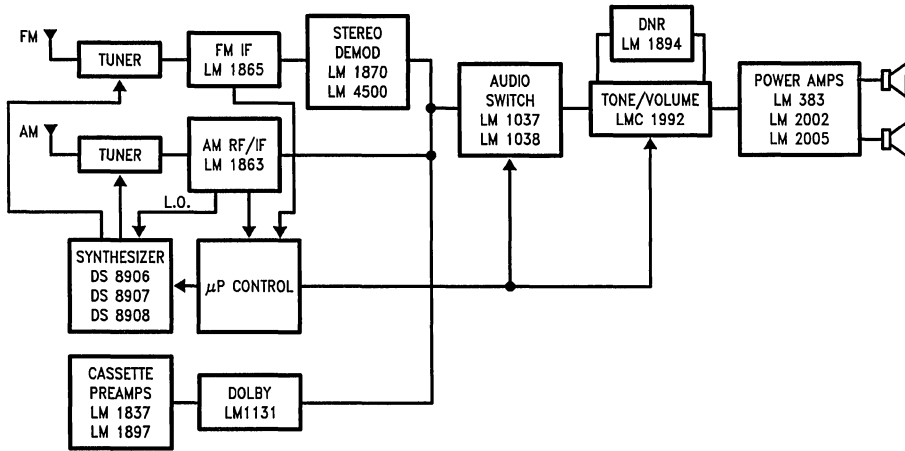 FM
TUNER
FM IF
LM 1865
STEREO
DEMOD
LM 1870
LM 4500
DNR
LM 1894
AUDIO
SWITCH
LM 1037
LM 1038
TONE/VOLUME
LMC 1992
POWER AMPS
LM 383
LM 2002
LM 2005
AM
TUNER
AM RF/IF
LM 1863
L.O.
SYNTHESIZER
DS 8906
DS 8907
DS 8908
μP CONTROL
CASSETTE
PREAMPS
LM 1837
LM 1897
DOLBY
LM1131